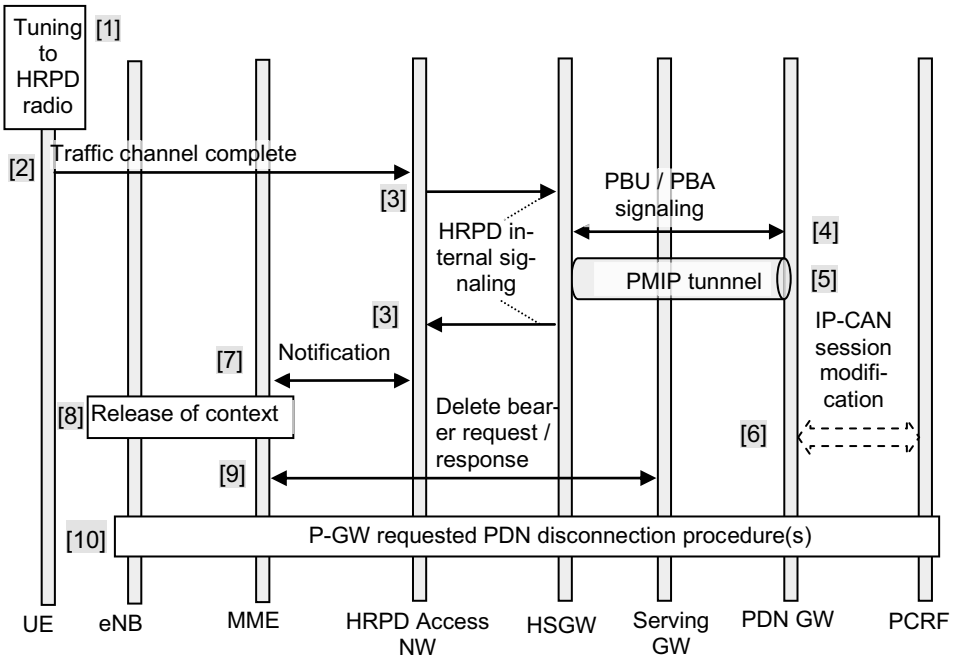 Tuning
to
HRPD
radio
[1]
[2]
Traffic channel complete
[3]
HRPD in-
ternal sig-
naling
PBU / PBA
signaling
[4]
PMIP tunnnel
[5]
[3]
IP-CAN
session
modifi-
cation
[7]
Notification
[8]
Release of context
Delete bear-
er request /
response
[6]
[9]
[10]
P-GW requested PDN disconnection procedure(s)
UE
eNB
MME
HRPD Access
NW
HSGW
Serving
GW
PDN GW
PCRF